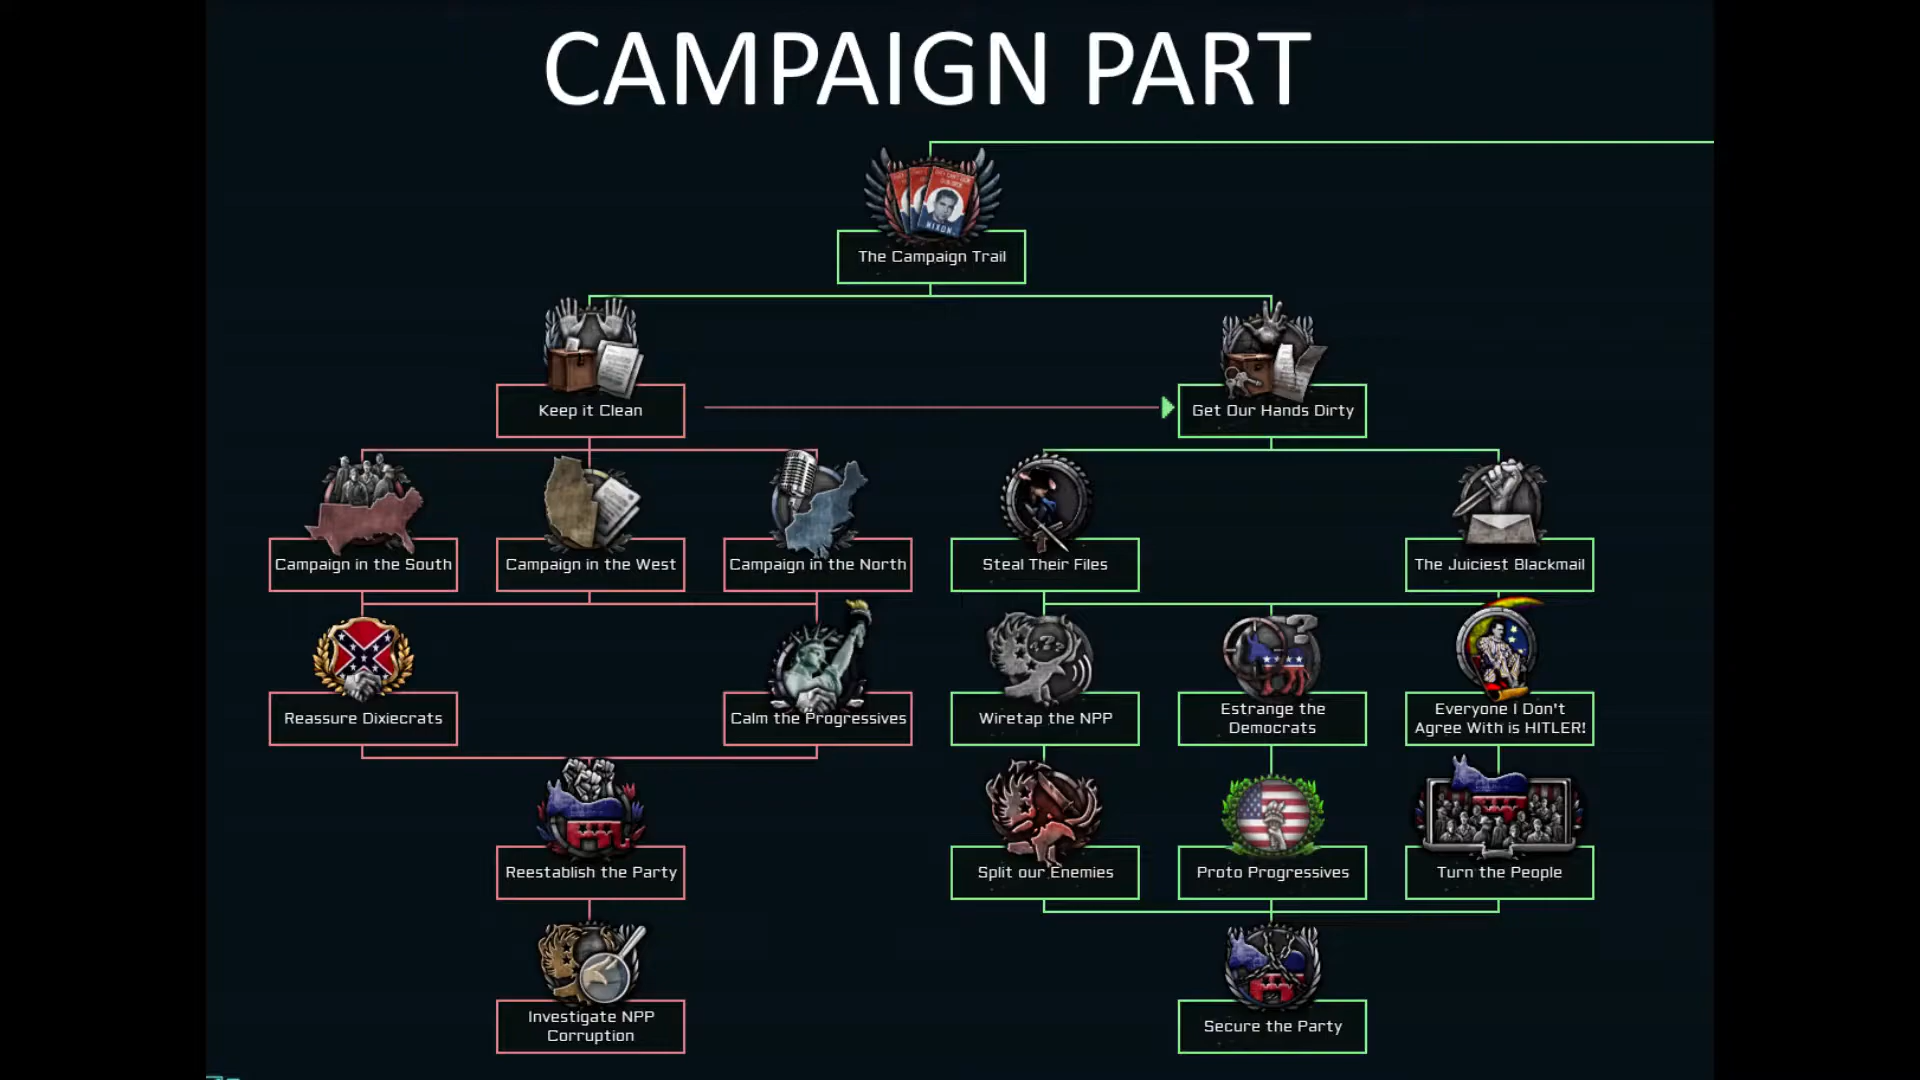 CAMPAIGN PART
NIXON
The Campaign Trail
Keep it Clean
Get Our Hands Dirty
Campaign in the South
Campaign in the West
Campaign in the North
Steal Their Files
The Juiciest Blackmail
Reassure Dixiecrats
Calm the Progressives
Wiretap the NPP
Estrange the
Democrats
Everyone I Don't
Agree With is HITLER!
Reestablish the Party
Split our Enemies
Proto Progressives
Turn the People
Investigate NPP
Corruption
Secure the Party